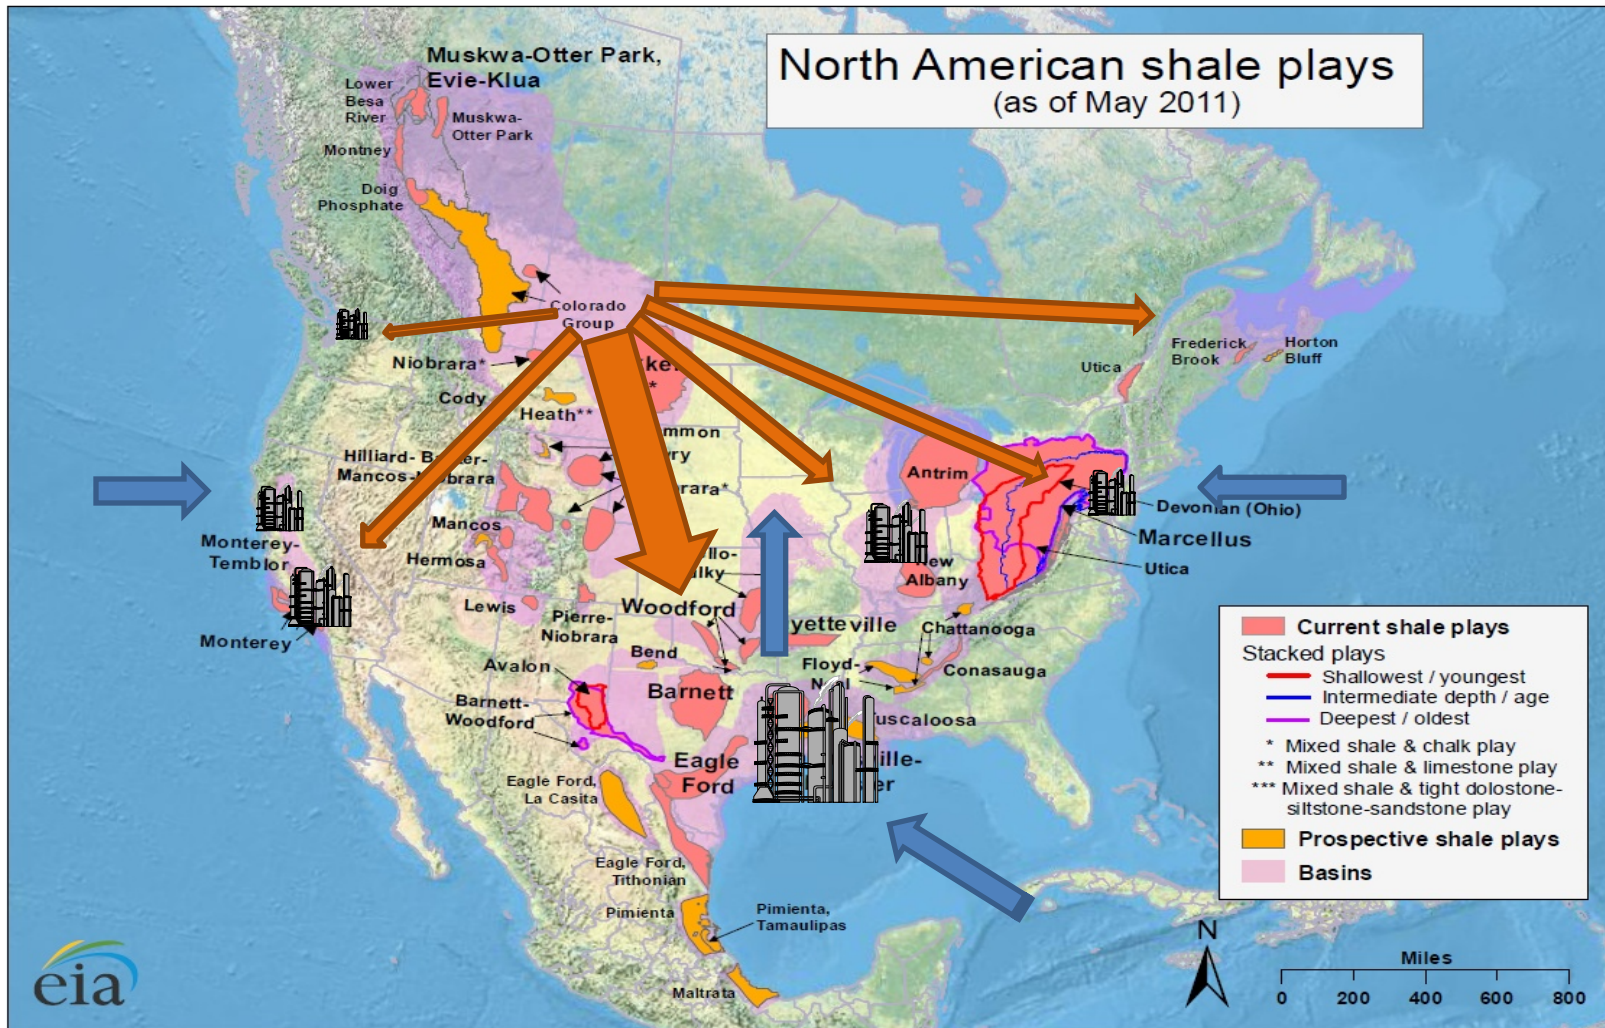 North American shale plays
(as of May 2011)
Muskwa-Otter Park,
Evie-Klua
Lower
Besa
River
Muskwa-
Otter Park
Montney
Doig
Phosphate
Colorado
Group
Niobrara*
Cody
Heath**
Hilliard-
Mancos-
Mancos
Hermosa
Monterey-
Temblor
Monterey
Lewis
Pierre-
Niobrara
Woodford
Bend
Avalon
Barnett-
Woodford
Barnett
Eagle
Ford
Eagle Ford,
La Casita
Eagle Ford,
Tithonian
Pimienta
Pimienta,
Tamaulipas
Maltrata
Antrim
New
Albany
Chattanooga
Floyd-
Conasauga
Devonian (Ohio)
Marcellus
Utica
Utica
Frederick
Brook
Horton
Bluff
Current shale plays
Stacked plays
Shallowest / youngest
Intermediate depth / age
Deepest / oldest
* Mixed shale & chalk play
** Mixed shale & limestone play
*** Mixed shale & tight dolostone-
siltstone-sandstone play
Prospective shale plays
Basins
N
Miles
0 200 400 600 800
eia